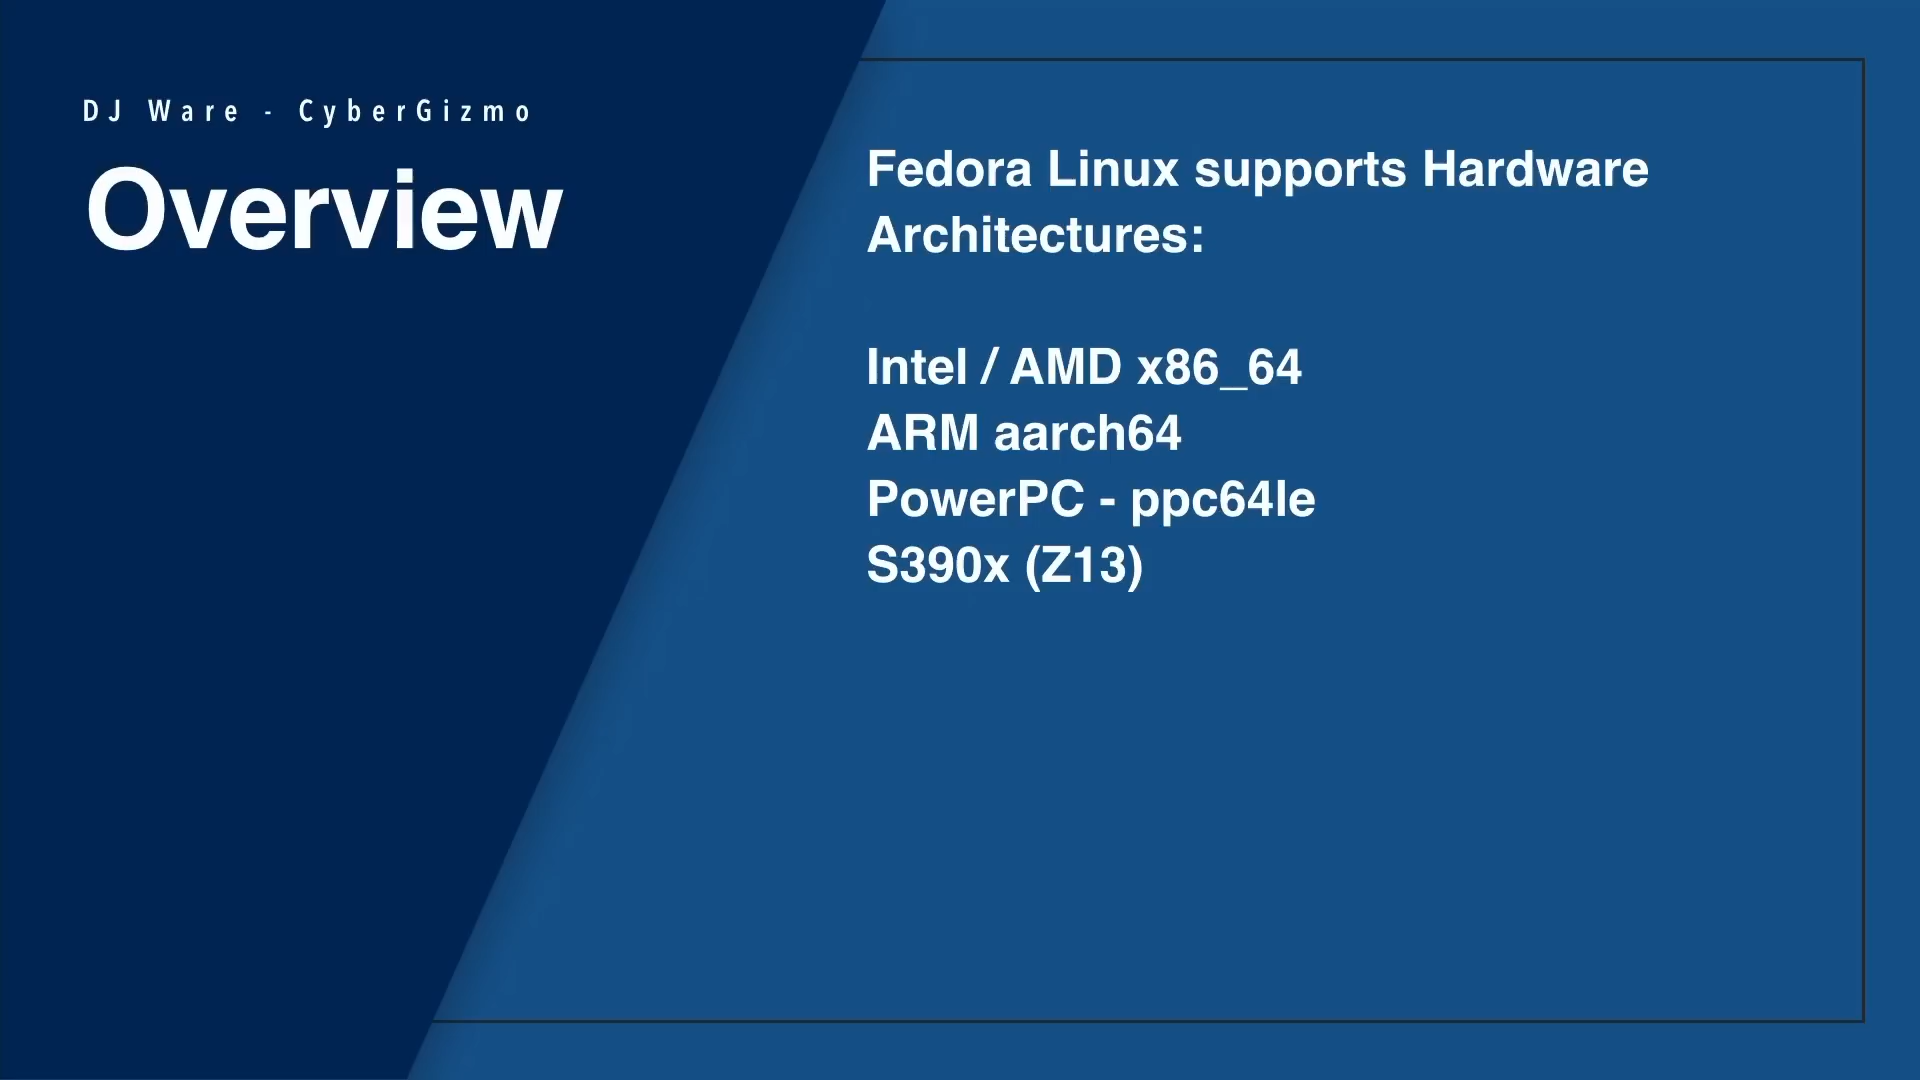 DJ Ware - CyberGizmo
Overview
Fedora Linux supports Hardware
Architectures:
Intel / AMD x86_64
ARM aarch64
PowerPC - ppc64le
S390x (Z13)